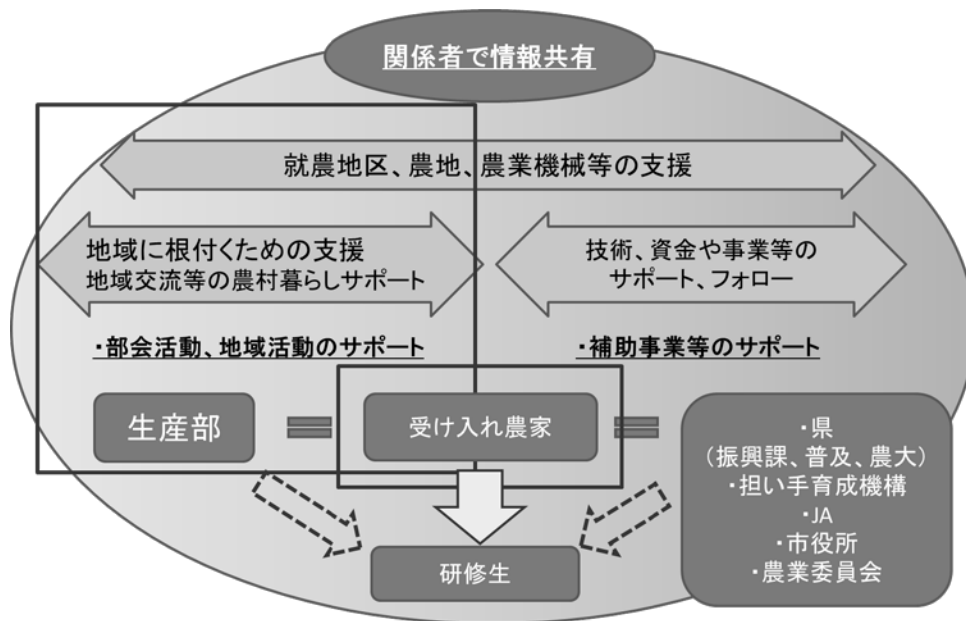 関係者で情報共有
就農地区、農地、農業機械等の支援
地域に根付くための支援
地域交流等の農村暮らしサポート
技術、資金や事業等の
サポート、フォロー
・部会活動、地域活動のサポート
・補助事業等のサポート
生産部
受け入れ農家
・県
（振興課、普及、農大）
・担い手育成機構
・JA
・市役所
・農業委員会
研修生